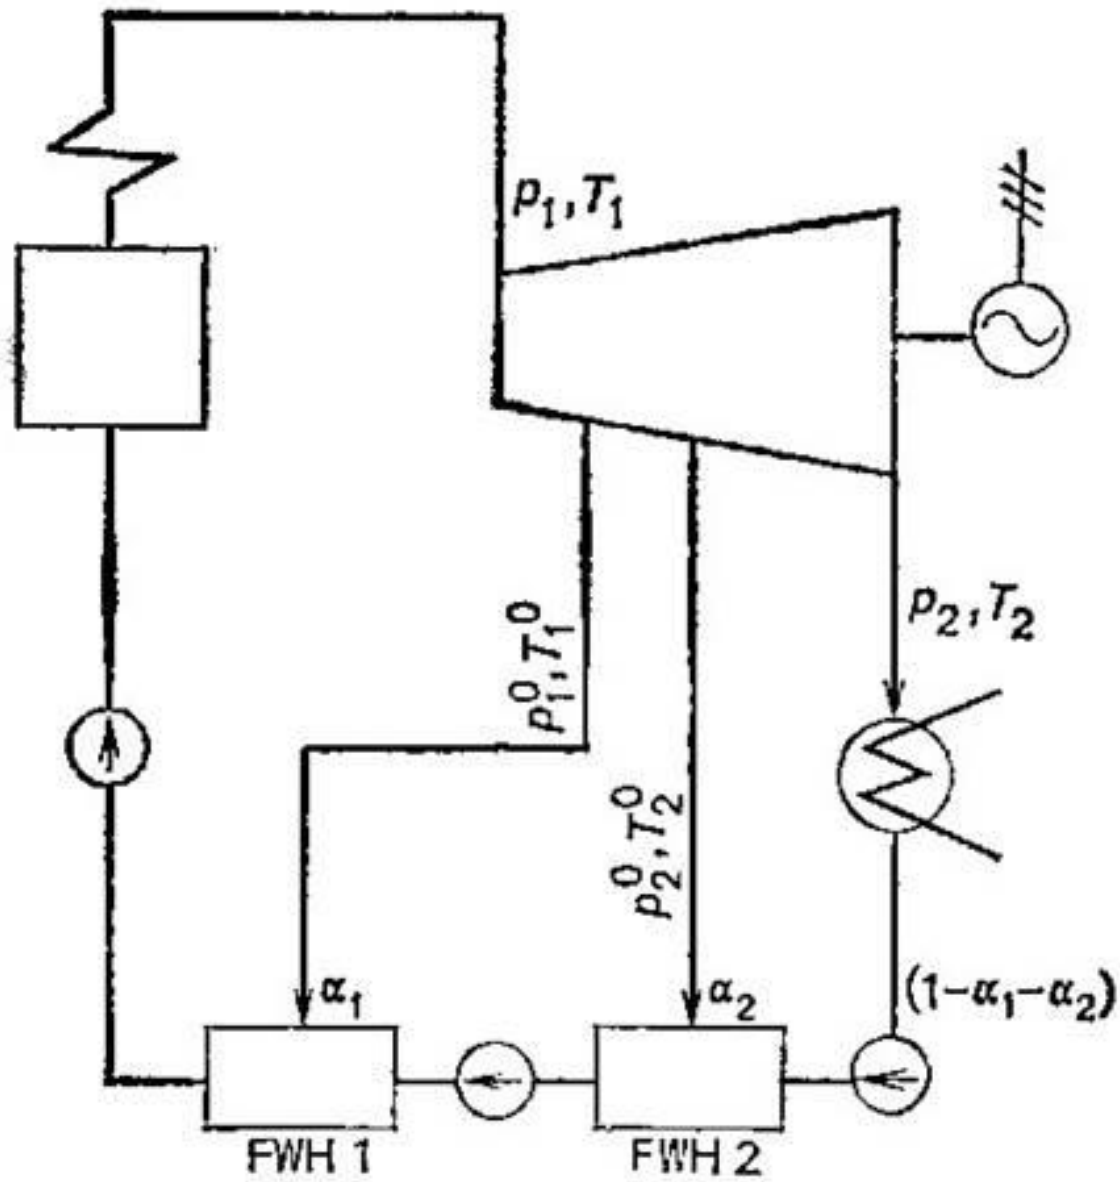 p₁, T₁
p₂, T₂
p₁⁰, T₁⁰
p₂⁰, T₂⁰
α₁
α₂
(1-α₁-α₂)
FWH 1
FWH 2